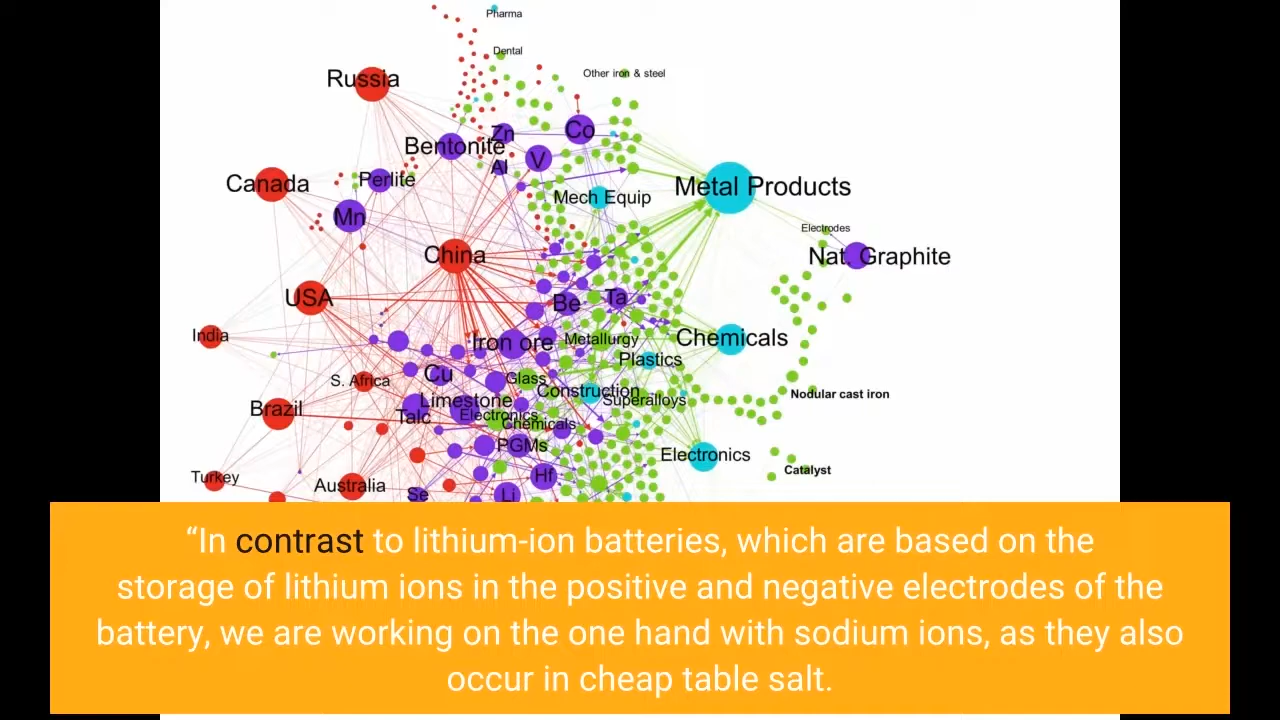 Pharma
Dental
Other iron & steel
Russia
Zn
Co
Bentonite
V
Al
Canada
Perlite
Mech Equip
Metal Products
Mn
Electrodes
China
Nat. Graphite
USA
Be
Ta
India
Iron ore
Metallurgy
Chemicals
Plastics
S. Africa
Cu
Glass
Construction
Nodular cast iron
Limestone
Superalloys
Brazil
Talc
Electronics
Chemicals
PGMs
Electronics
Catalyst
Turkey
Australia
Hf
Se
Li
“In contrast to lithium-ion batteries, which are based on the
storage of lithium ions in the positive and negative electrodes of the
battery, we are working on the one hand with sodium ions, as they also
occur in cheap table salt.